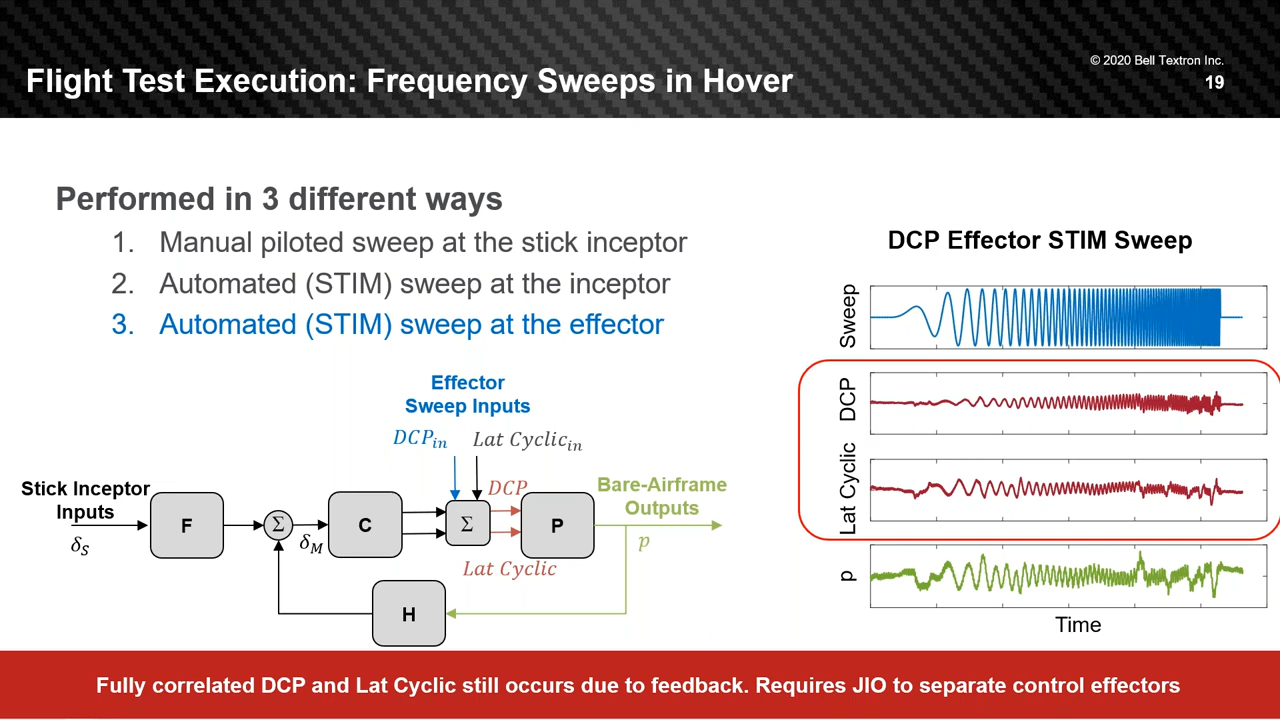 © 2020 Bell Textron Inc.
Flight Test Execution: Frequency Sweeps in Hover
19
Performed in 3 different ways
1. Manual piloted sweep at the stick inceptor
2. Automated (STIM) sweep at the inceptor
3. Automated (STIM) sweep at the effector
Effector
Sweep Inputs
DCP_in
Lat Cyclic_in
Stick Inceptor
Inputs
δ_S
F
Σ
δ_M
C
Σ
DCP
Lat Cyclic
P
Bare-Airframe
Outputs
p
H
DCP Effector STIM Sweep
Sweep
DCP
Lat Cyclic
p
Time
Fully correlated DCP and Lat Cyclic still occurs due to feedback. Requires JIO to separate control effectors